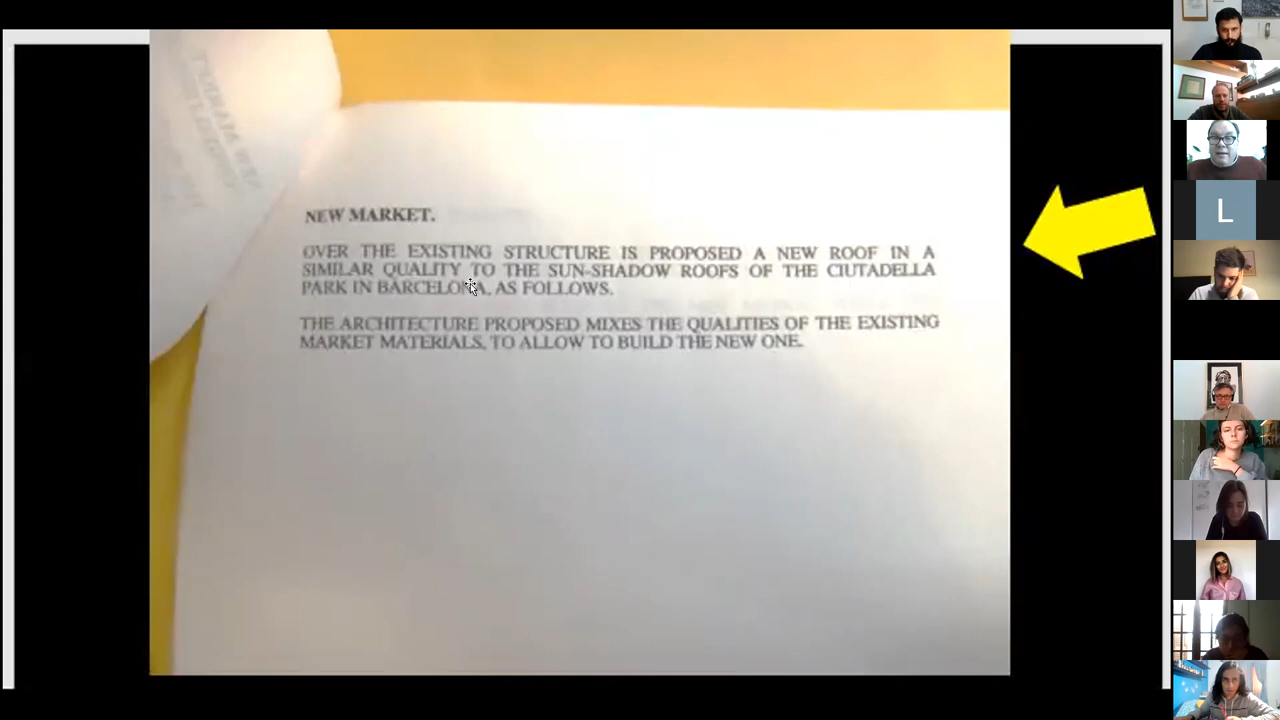 NEW MARKET.
OVER THE EXISTING STRUCTURE IS PROPOSED A NEW ROOF IN A
SIMILAR QUALITY TO THE SUN-SHADOW ROOFS OF THE CIUTADELLA
PARK IN BARCELONA, AS FOLLOWS.
THE ARCHITECTURE PROPOSED MIXES THE QUALITIES OF THE EXISTING
MARKET MATERIALS, TO ALLOW TO BUILD THE NEW ONE.
L